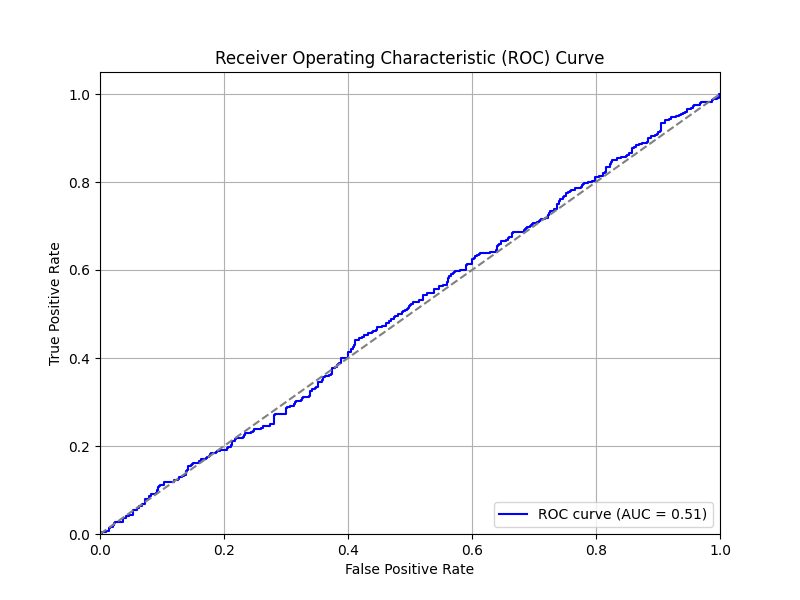 Receiver Operating Characteristic (ROC) Curve
True Positive Rate
1.0
0.8
0.6
0.4
0.2
0.0
ROC curve (AUC = 0.51)
0.0 0.2 0.4 0.6 0.8 1.0
False Positive Rate